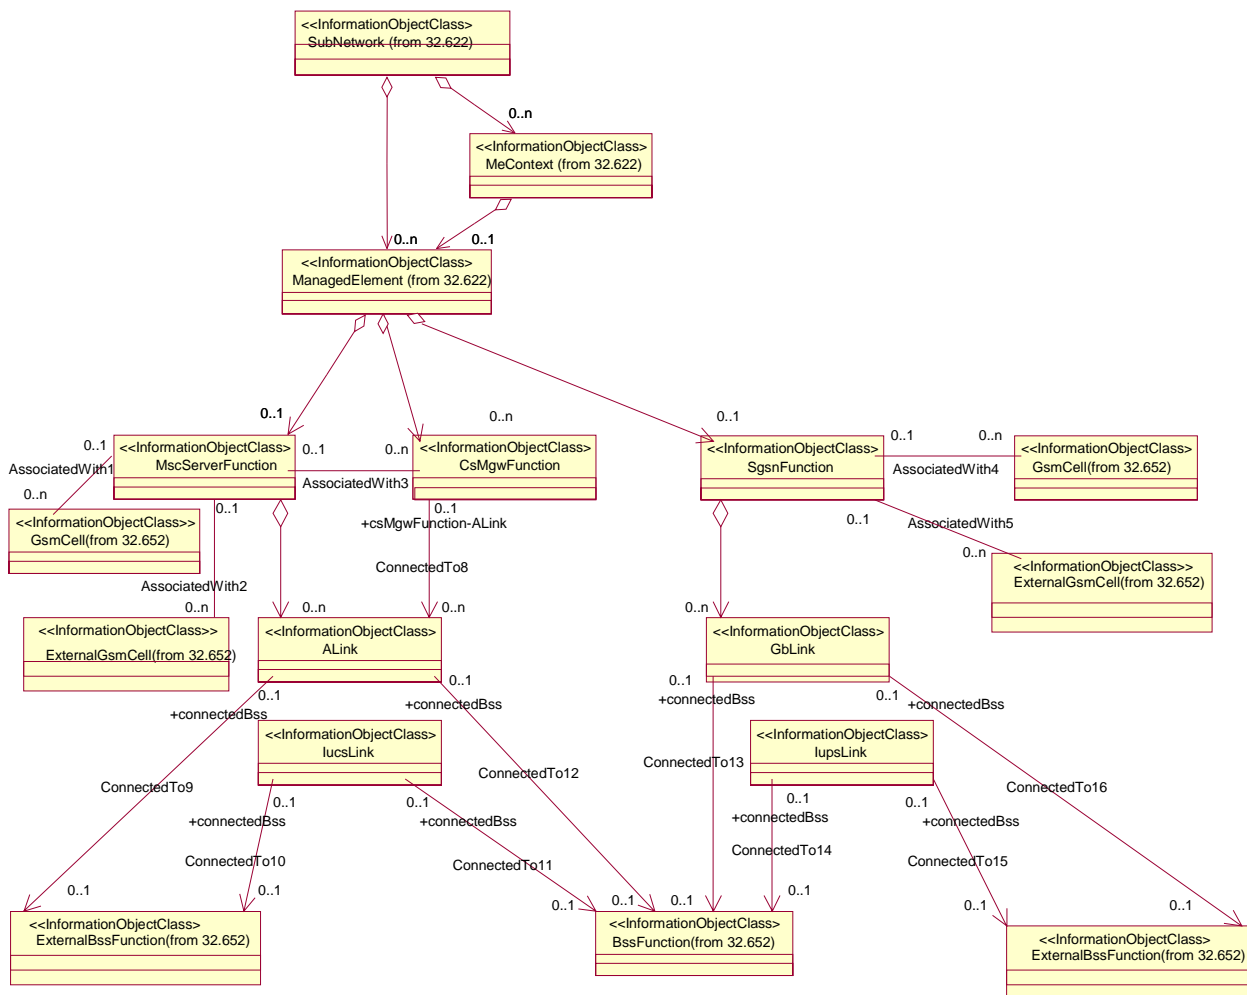 <<InformationObjectClass>
SubNetwork (from 32.622)
0..n
<<InformationObjectClass>
MeContext (from 32.622)
0..n
0..1
<<InformationObjectClass>
ManagedElement (from 32.622)
0..1
0..n
0..1
0..1
<<InformationObjectClass>
MscServerFunction
0..1
0..n
<<InformationObjectClass>
CsMgwFunction
<<InformationObjectClass>
SgsnFunction
0..1
0..n
<<InformationObjectClass>
GsmCell(from 32.652)
AssociatedWith1
AssociatedWith3
AssociatedWith4
0..n
0..1
0..1
0..1
<<InformationObjectClass>>
GsmCell(from 32.652)
+csMgwFunction-ALink
AssociatedWith5
0..n
ConnectedTo8
<<InformationObjectClass>>
ExternalGsmCell(from 32.652)
AssociatedWith2
0..n
0..n
0..n
0..n
<<InformationObjectClass>>
ExternalGsmCell(from 32.652)
<<InformationObjectClass>
ALink
<<InformationObjectClass>
GbLink
0..1
+connectedBss
0..1
+connectedBss
0..1
+connectedBss
0..1
+connectedBss
<<InformationObjectClass>
IucsLink
<<InformationObjectClass>
IupsLink
ConnectedTo9
ConnectedTo12
ConnectedTo13
ConnectedTo16
0..1
+connectedBss
0..1
+connectedBss
0..1
+connectedBss
0..1
+connectedBss
ConnectedTo10
ConnectedTo11
ConnectedTo14
ConnectedTo15
0..1
0..1
0..1
0..1
0..1
0..1
0..1
0..1
<<InformationObjectClass>
ExternalBssFunction(from 32.652)
<<InformationObjectClass>
BssFunction(from 32.652)
<<InformationObjectClass>
ExternalBssFunction(from 32.652)